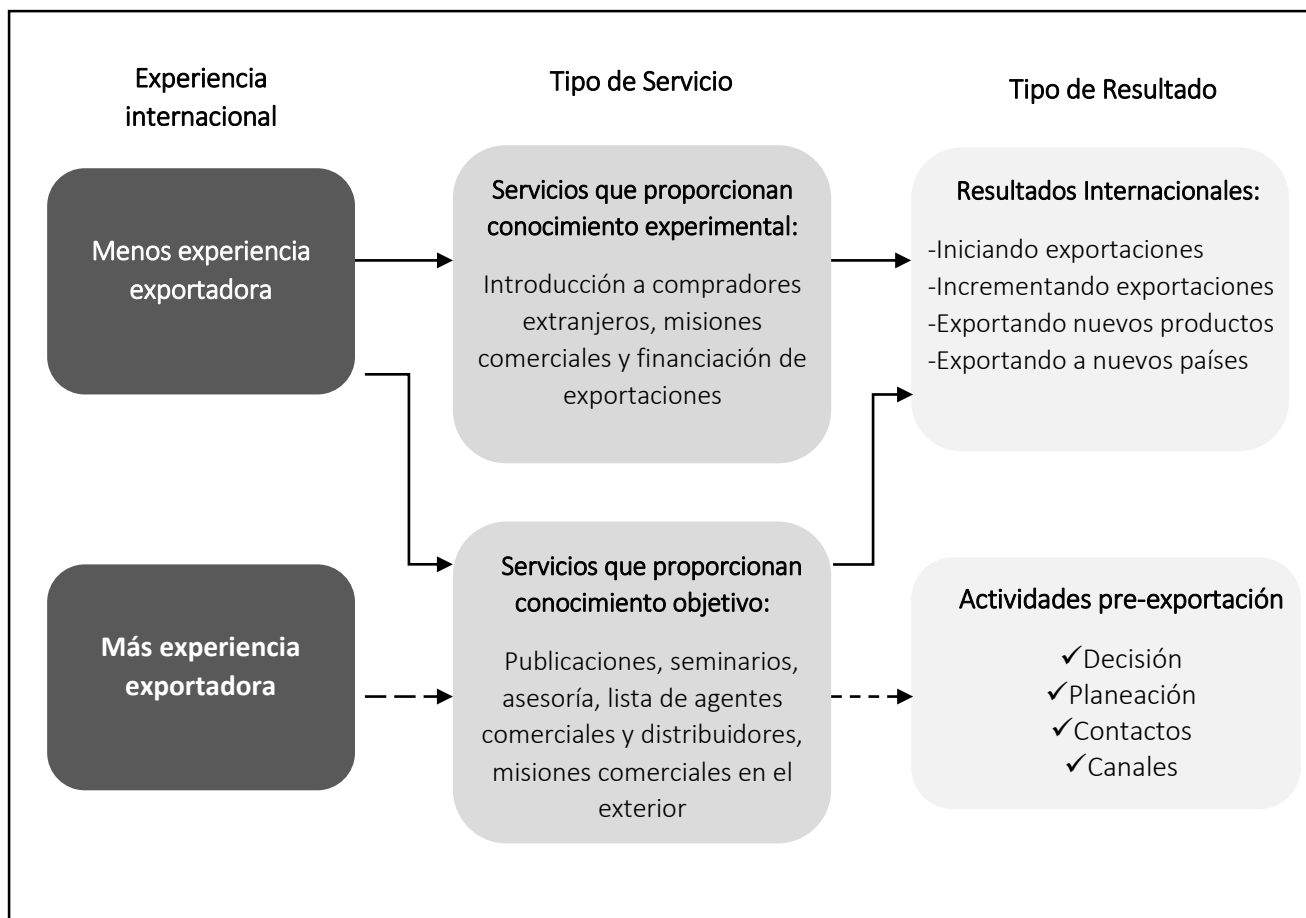 Experiencia
internacional
Tipo de Servicio
Tipo de Resultado
Menos experiencia
exportadora
Servicios que proporcionan
conocimiento experimental:
Introducción a compradores
extranjeros, misiones
comerciales y financiación de
exportaciones
Resultados Internacionales:
-Iniciando exportaciones
-Incrementando exportaciones
-Exportando nuevos productos
-Exportando a nuevos países
Más experiencia
exportadora
Servicios que proporcionan
conocimiento objetivo:
Publicaciones, seminarios,
asesoría, lista de agentes
comerciales y distribuidores,
misiones comerciales en el
exterior
Actividades pre-exportación
✓Decisión
✓Planeación
✓Contactos
✓Canales